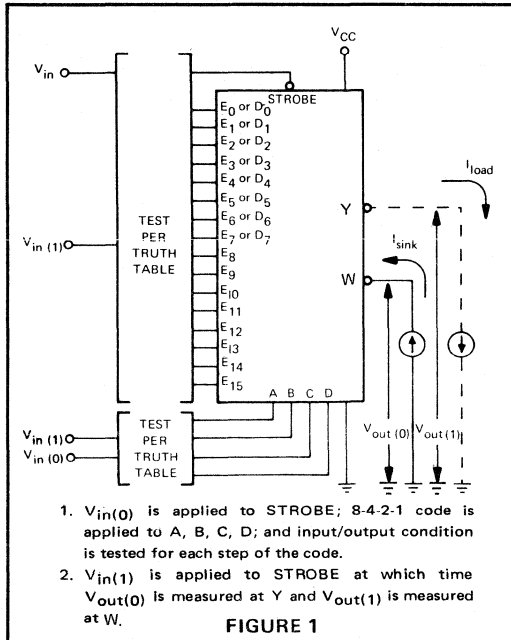 V_CC
V_in
STROBE
E_0 or D_0
E_1 or D_1
E_2 or D_2
E_3 or D_3
E_4 or D_4
E_5 or D_5
E_6 or D_6
E_7 or D_7
E_8
E_9
E_10
E_11
E_12
E_13
E_14
E_15
TEST
PER
TRUTH
TABLE
V_in (1)
Y
I_load
I_sink
W
A B C D
TEST
PER
TRUTH
TABLE
V_in (1)
V_in (0)
V_out (0)
V_out (1)
1. V_in(0) is applied to STROBE; 8-4-2-1 code is
applied to A, B, C, D; and input/output condition
is tested for each step of the code.
2. V_in(1) is applied to STROBE at which time
V_out(0) is measured at Y and V_out(1) is measured
at W.
FIGURE 1